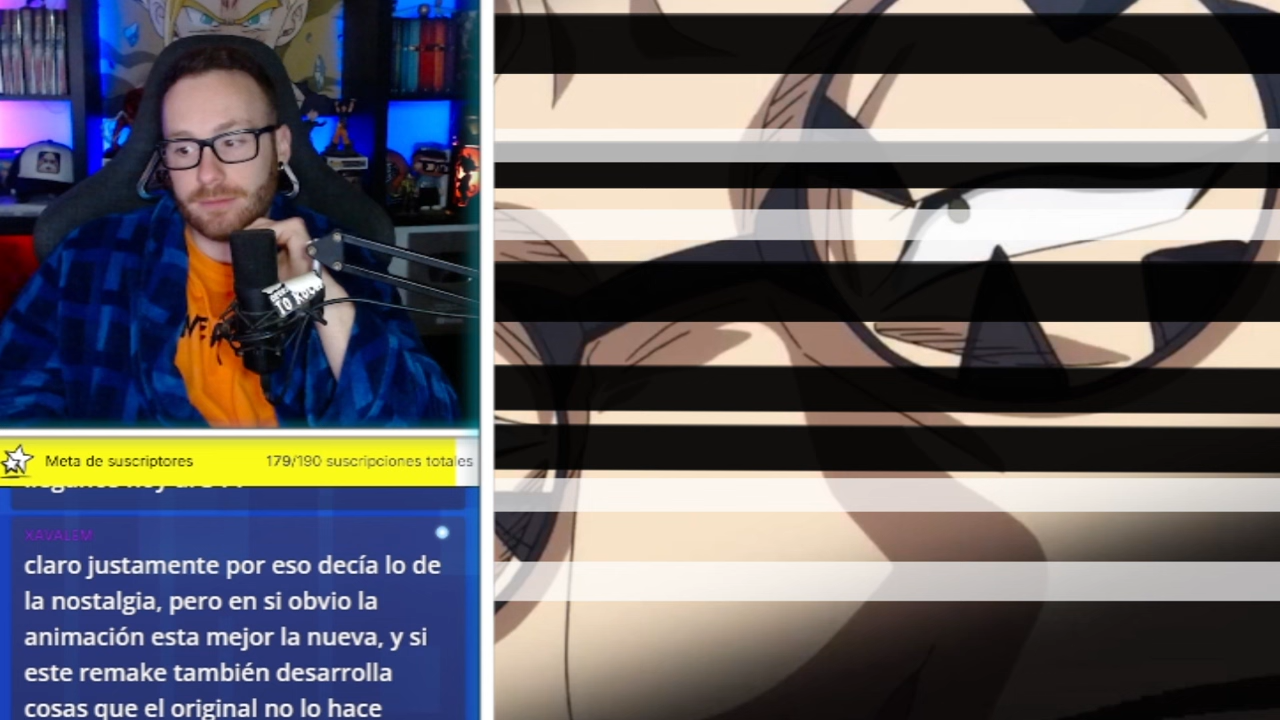 Meta de suscriptores
179/190 suscripciones totales
XAVALEM
claro justamente por eso decía lo de
la nostalgia, pero en si obvio la
animación esta mejor la nueva, y si
este remake también desarrolla
cosas que el original no lo hace